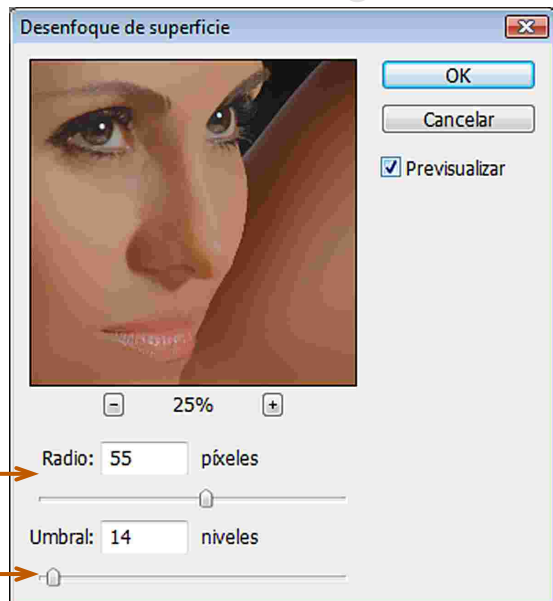 Desenfoque de superficie
OK
Cancelar
Previsualizar
25%
Radio: 55 píxeles
Umbral: 14 niveles